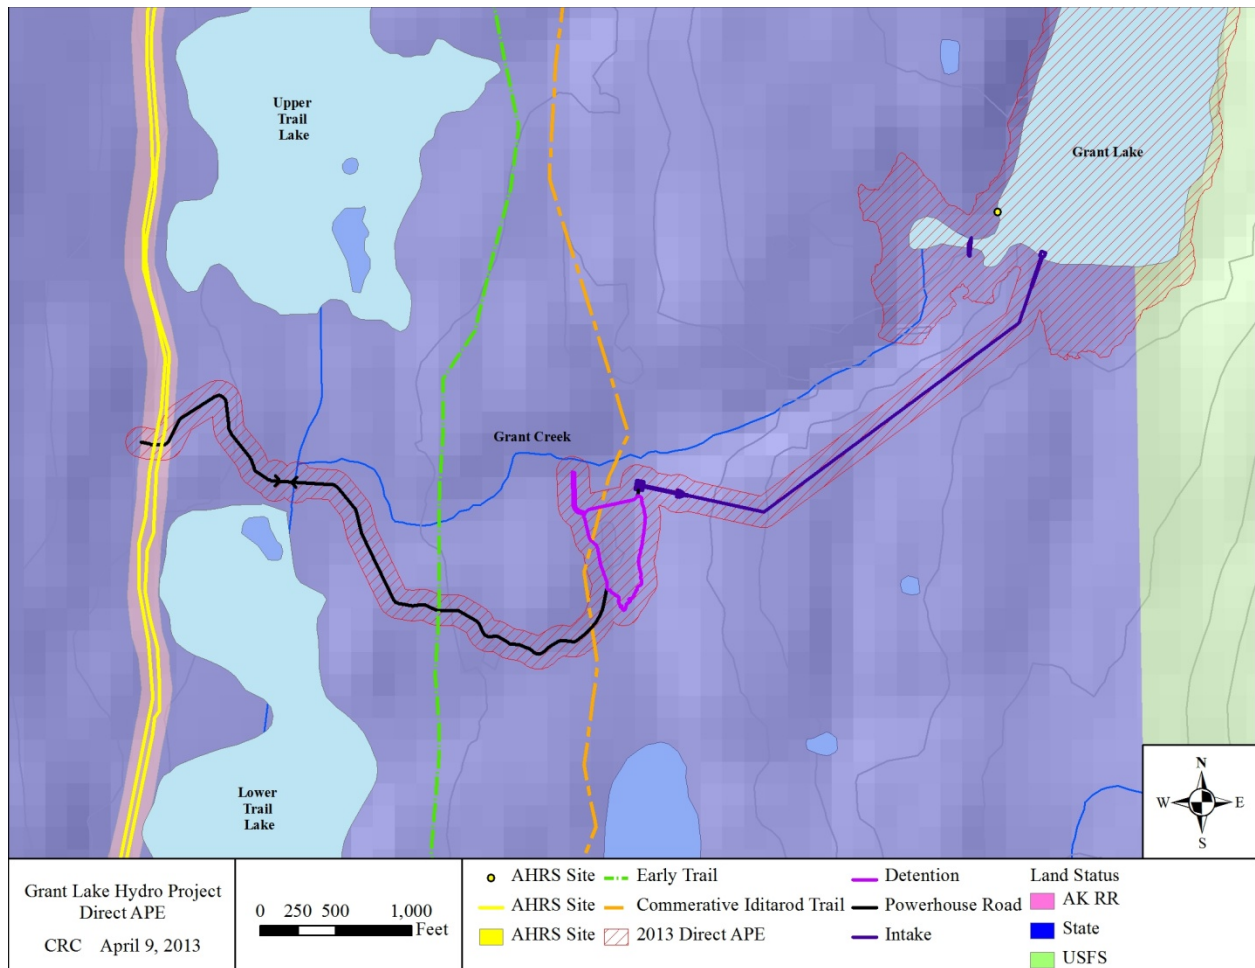 Upper
Trail
Lake
Grant Lake
Grant Creek
Lower
Trail
Lake
N
W E
S
Grant Lake Hydro Project
Direct APE
CRC April 9, 2013
0 250 500 1,000
Feet
AHRS Site
AHRS Site
AHRS Site
Early Trail
Commerative Iditarod Trail
2013 Direct APE
Detention
Powerhouse Road
Intake
Land Status
AK RR
State
USFS